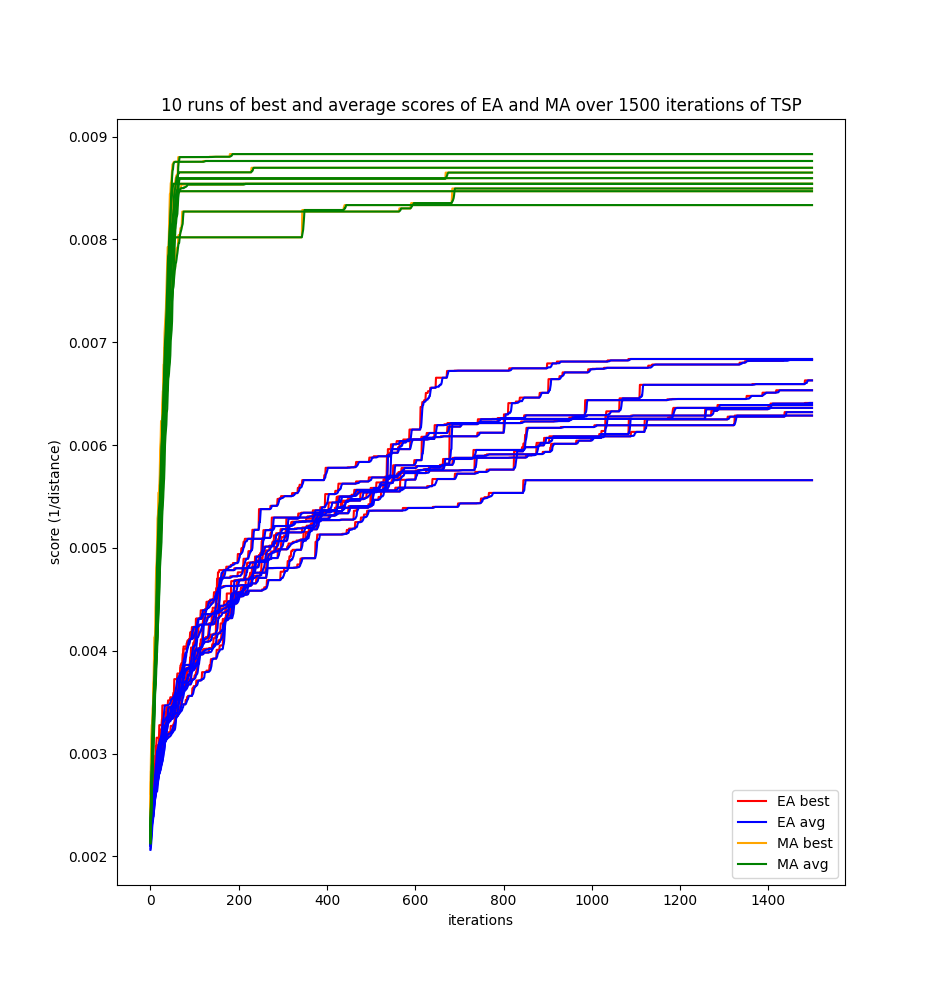 10 runs of best and average scores of EA and MA over 1500 iterations of TSP
0.009
0.008
0.007
0.006
0.005
0.004
0.003
0.002
score (1/distance)
0 200 400 600 800 1000 1200 1400
iterations
EA best
EA avg
MA best
MA avg